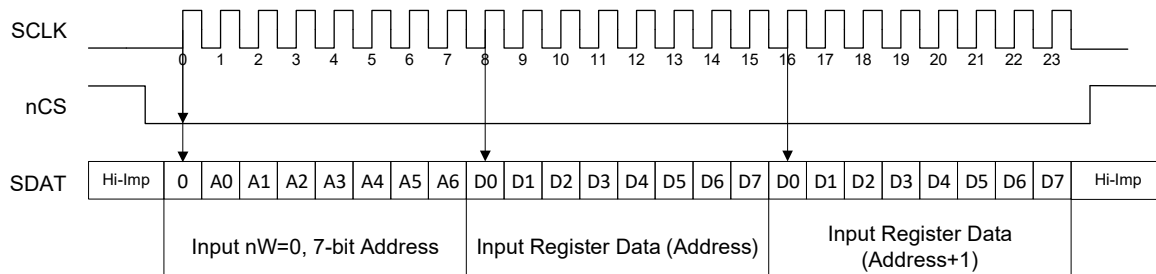 SCLK
0 1 2 3 4 5 6 7 8 9 10 11 12 13 14 15 16 17 18 19 20 21 22 23
nCS
SDAT Hi-Imp 0 A0 A1 A2 A3 A4 A5 A6 D0 D1 D2 D3 D4 D5 D6 D7 D0 D1 D2 D3 D4 D5 D6 D7 Hi-Imp
Input nW=0, 7-bit Address Input Register Data (Address) Input Register Data
(Address+1)